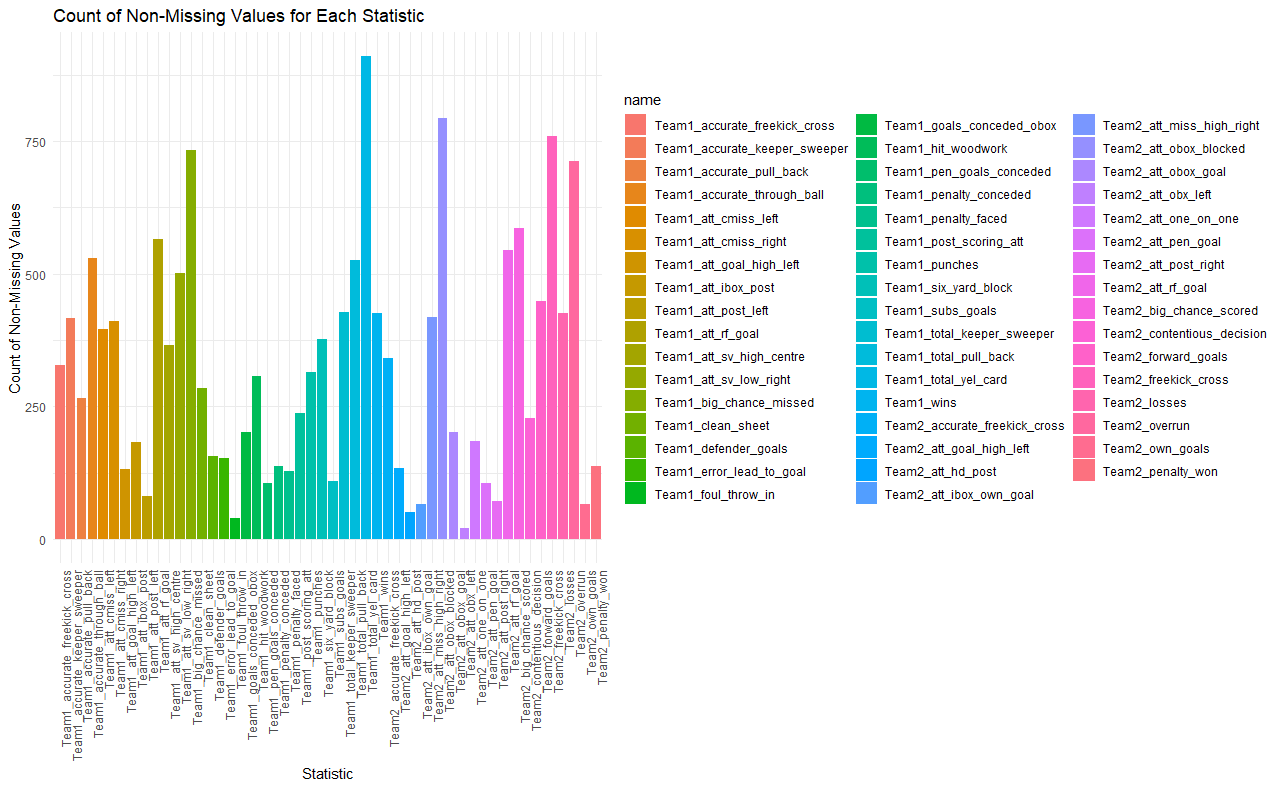 Count of Non-Missing Values for Each Statistic
Count of Non-Missing Values
750
500
250
0
Team1_accurate_freekick_cross
Team1_accurate_keeper_sweeper
Team1_accurate_pull_back
Team1_accurate_through_ball
Team1_att_cmiss_left
Team1_att_cmiss_right
Team1_att_goal_high_left
Team1_att_ibox_post
Team1_att_post_left
Team1_att_rf_goal
Team1_att_sv_high_centre
Team1_att_sv_low_right
Team1_big_chance_missed
Team1_clean_sheet
Team1_defender_goals
Team1_error_lead_to_goal
Team1_foul_throw_in
Team1_goals_conceded_obox
Team1_hit_woodwork
Team1_pen_goals_conceded
Team1_penalty_conceded
Team1_penalty_faced
Team1_post_scoring_att
Team1_punches
Team1_six_yard_block
Team1_subs_goals
Team1_total_keeper_sweeper
Team1_total_pull_back
Team1_total_yel_card
Team1_wins
Team2_accurate_freekick_cross
Team2_att_goal_high_left
Team2_att_hd_post
Team2_att_ibox_own_goal
Team2_att_miss_high_right
Team2_att_obox_blocked
Team2_att_obox_goal
Team2_att_obx_left
Team2_att_one_on_one
Team2_att_pen_goal
Team2_att_post_right
Team2_att_rf_goal
Team2_big_chance_scored
Team2_contentious_decision
Team2_forward_goals
Team2_freekick_cross
Team2_losses
Team2_overrun
Team2_own_goals
Team2_penalty_won
Statistic
name
Team1_accurate_freekick_cross
Team1_accurate_keeper_sweeper
Team1_accurate_pull_back
Team1_accurate_through_ball
Team1_att_cmiss_left
Team1_att_cmiss_right
Team1_att_goal_high_left
Team1_att_ibox_post
Team1_att_post_left
Team1_att_rf_goal
Team1_att_sv_high_centre
Team1_att_sv_low_right
Team1_big_chance_missed
Team1_clean_sheet
Team1_defender_goals
Team1_error_lead_to_goal
Team1_foul_throw_in
Team1_goals_conceded_obox
Team1_hit_woodwork
Team1_pen_goals_conceded
Team1_penalty_conceded
Team1_penalty_faced
Team1_post_scoring_att
Team1_punches
Team1_six_yard_block
Team1_subs_goals
Team1_total_keeper_sweeper
Team1_total_pull_back
Team1_total_yel_card
Team1_wins
Team2_accurate_freekick_cross
Team2_att_goal_high_left
Team2_att_hd_post
Team2_att_ibox_own_goal
Team2_att_miss_high_right
Team2_att_obox_blocked
Team2_att_obox_goal
Team2_att_obx_left
Team2_att_one_on_one
Team2_att_pen_goal
Team2_att_post_right
Team2_att_rf_goal
Team2_big_chance_scored
Team2_contentious_decision
Team2_forward_goals
Team2_freekick_cross
Team2_losses
Team2_overrun
Team2_own_goals
Team2_penalty_won